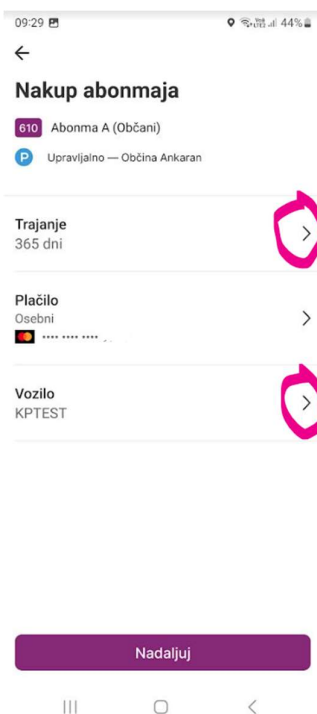 09:29 44%
Nakup abonmaja
610 Abonma A (Občani)
P Upravljalno — Občina Ankaran
Trajanje
365 dni
Plačilo
Osebni
•••• •••• ••••
Vozilo
KPTEST
Nadaljuj